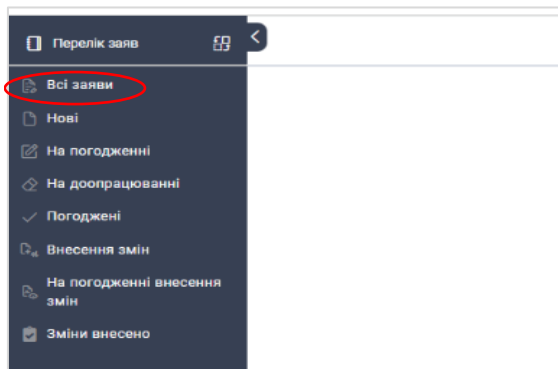 Перелік заяв
Всі заяви
Нові
На погодженні
На доопрацюванні
Погоджені
Внесення змін
На погодженні внесення
змін
Зміни внесено